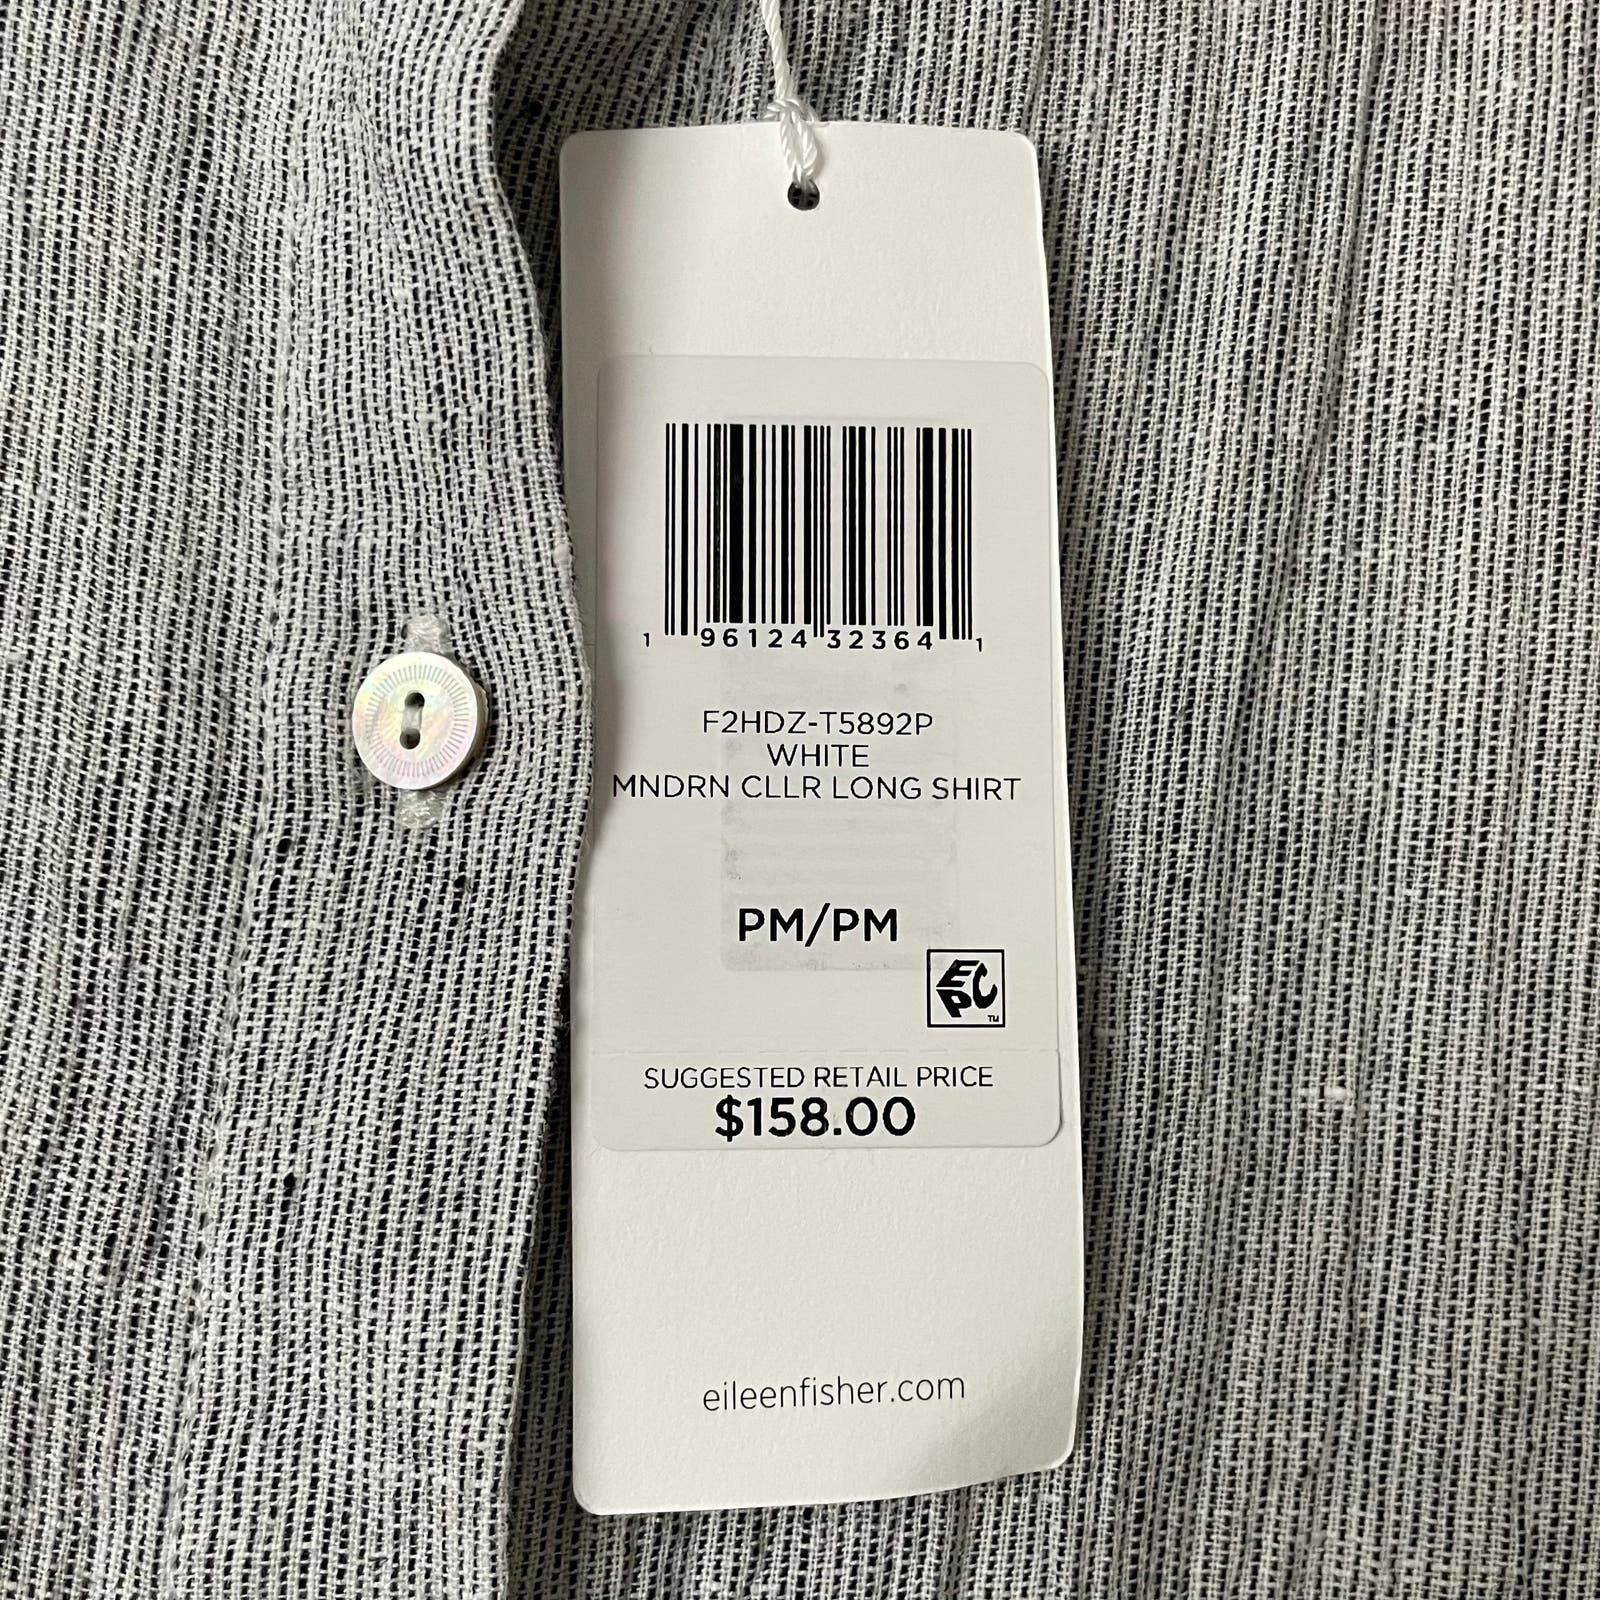 1 96124 32364 1
F2HDZ-T5892P
WHITE
MNDRN CLLR LONG SHIRT
PM/PM
EPC
TM
SUGGESTED RETAIL PRICE
$158.00
eileenfisher.com